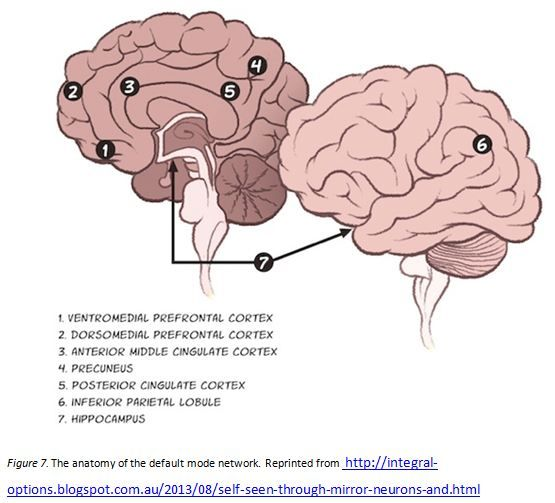 2
3
4
5
1
6
7
1. VENTROMEDIAL PREFRONTAL CORTEX
2. DORSOMEDIAL PREFRONTAL CORTEX
3. ANTERIOR MIDDLE CINGULATE CORTEX
4. PRECUNEUS
5. POSTERIOR CINGULATE CORTEX
6. INFERIOR PARIETAL LOBULE
7. HIPPOCAMPUS
Figure 7. The anatomy of the default mode network. Reprinted from http://integral-
options.blogspot.com.au/2013/08/self-seen-through-mirror-neurons-and.html